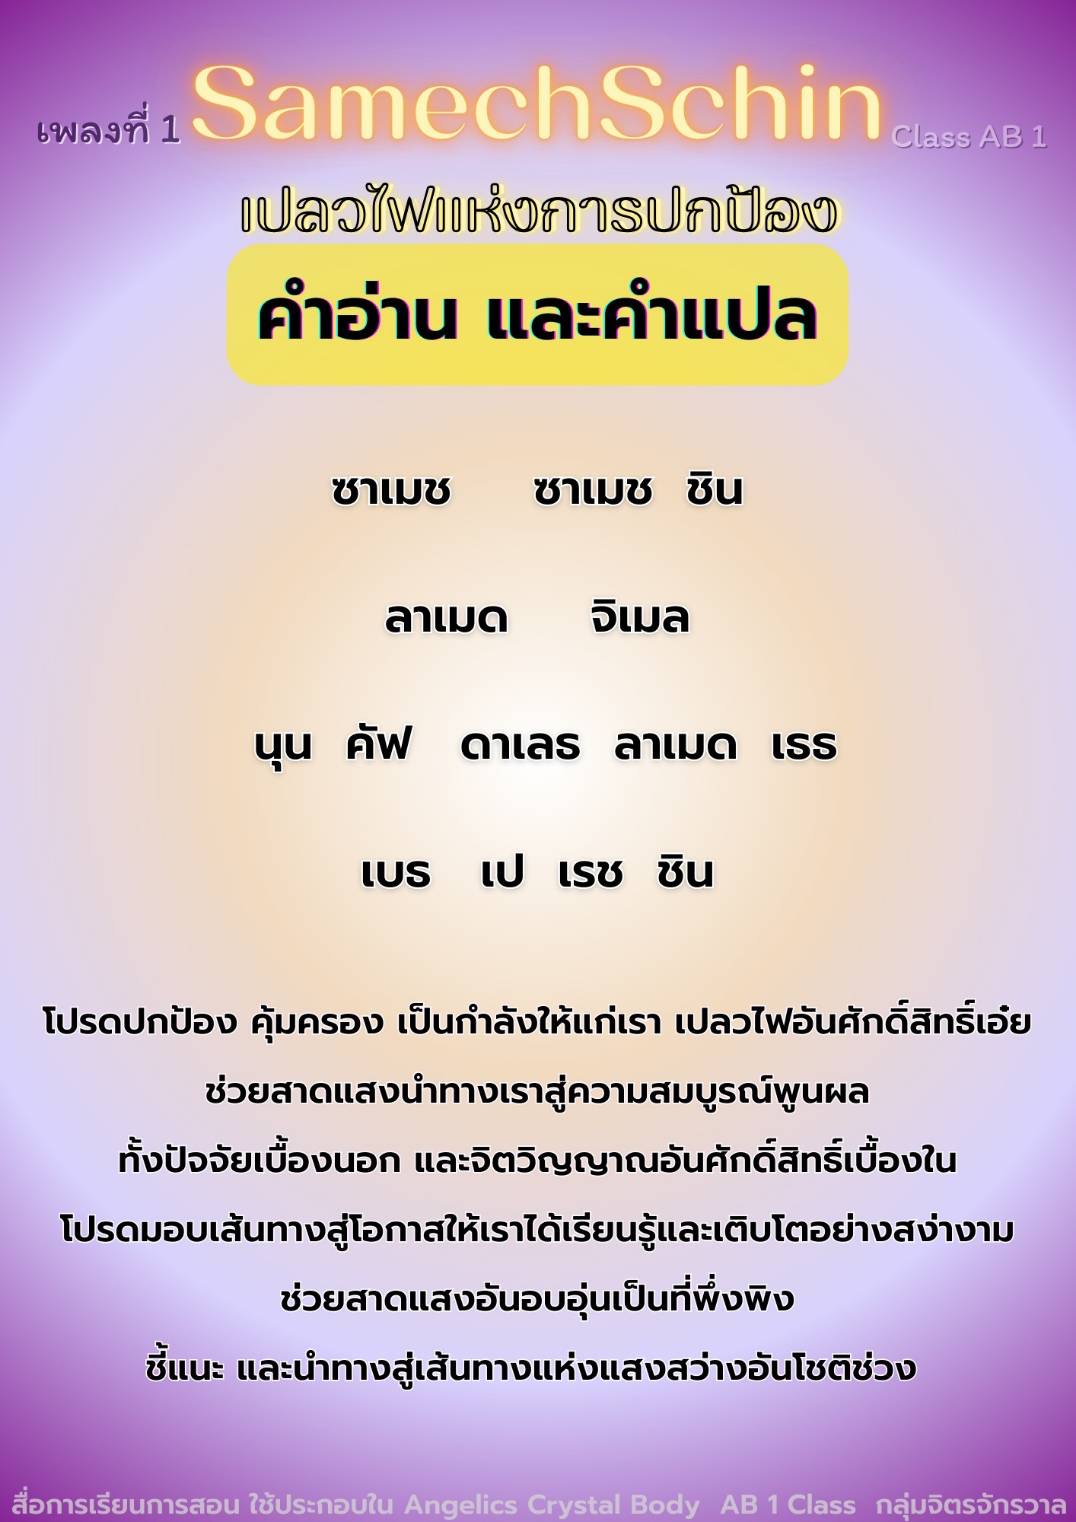 เพลงที่ 1 SamechSchin Class AB 1
เปลวไฟแห่งการปกป้อง
คำอ่าน และคำแปล
ซาเมช ซาเมช ชิน
ลาเมด จิเมล
นุน คัฟ ดาเลธ ลาเมด เธธ
เบธ เป เรช ชิน
โปรดปกป้อง คุ้มครอง เป็นกำลังให้แก่เรา เปลวไฟอันศักดิ์สิทธิ์เอ๋ย
ช่วยสาดแสงนำทางเราสู่ความสมบูรณ์พูนผล
ทั้งปัจจัยเบื้องนอก และจิตวิญญาณอันศักดิ์สิทธิ์เบื้องใน
โปรดมอบเส้นทางสู่โอกาสให้เราได้เรียนรู้และเติบโตอย่างสง่างาม
ช่วยสาดแสงอันอบอุ่นเป็นที่พึ่งพิง
ชี้แนะ และนำทางสู่เส้นทางแห่งแสงสว่างอันโชติช่วง
สื่อการเรียนการสอน ใช้ประกอบใน Angelics Crystal Body AB 1 Class กลุ่มจิตรจักรวาล